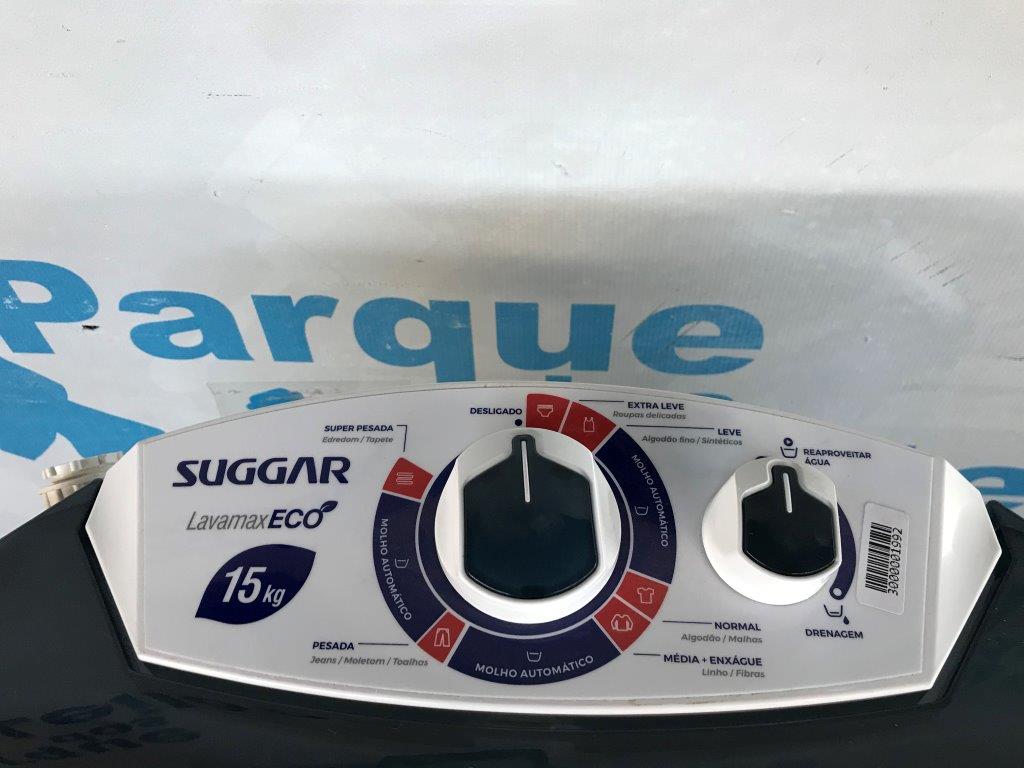 Parque
DESLIGADO
EXTRA LEVE
Roupas delicadas
SUPER PESADA
Edredom / Tapete
LEVE
Algodão fino / Sintéticos
REAPROVEITAR
ÁGUA
SUGGAR
LavamaxECO
15kg
MOLHO AUTOMÁTICO
MOLHO AUTOMÁTICO
MOLHO AUTOMÁTICO
3000001992
NORMAL
Algodão / Malhas
DRENAGEM
PESADA
Jeans / Moletom / Toalhas
MÉDIA + ENXÁGUE
Linho / Fibras